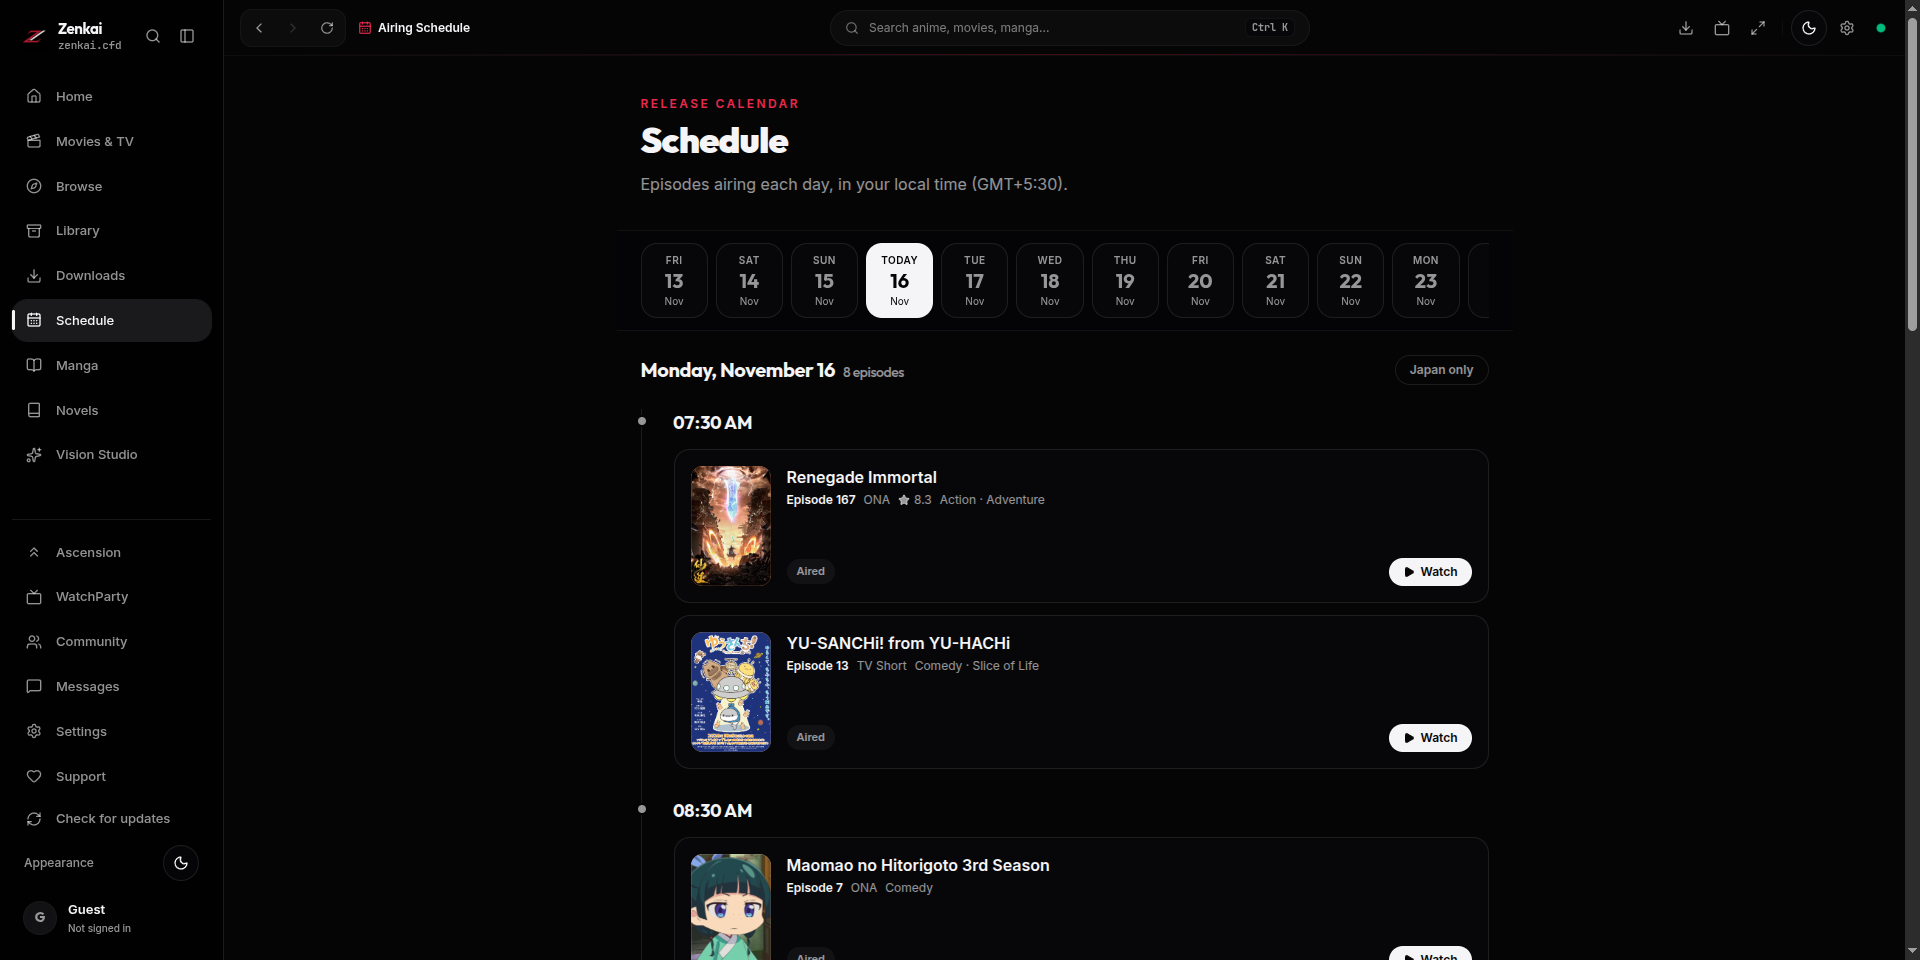 Zenkai
zenkai.cfd
Home
Movies & TV
Browse
Library
Downloads
Schedule
Manga
Novels
Vision Studio
Ascension
WatchParty
Community
Messages
Settings
Support
Check for updates
Appearance
G
Guest
Not signed in
Airing Schedule
Search anime, movies, manga...
Ctrl K
RELEASE CALENDAR
Schedule
Episodes airing each day, in your local time (GMT+5:30).
FRI 13 Nov
SAT 14 Nov
SUN 15 Nov
TODAY 16 Nov
TUE 17 Nov
WED 18 Nov
THU 19 Nov
FRI 20 Nov
SAT 21 Nov
SUN 22 Nov
MON 23 Nov
Monday, November 16 8 episodes
Japan only
07:30 AM
Renegade Immortal
Episode 167 ONA 8.3 Action · Adventure
Aired
Watch
YU-SANCHi! from YU-HACHi
Episode 13 TV Short Comedy · Slice of Life
Aired
Watch
08:30 AM
Maomao no Hitorigoto 3rd Season
Episode 7 ONA Comedy
Aired
Watch